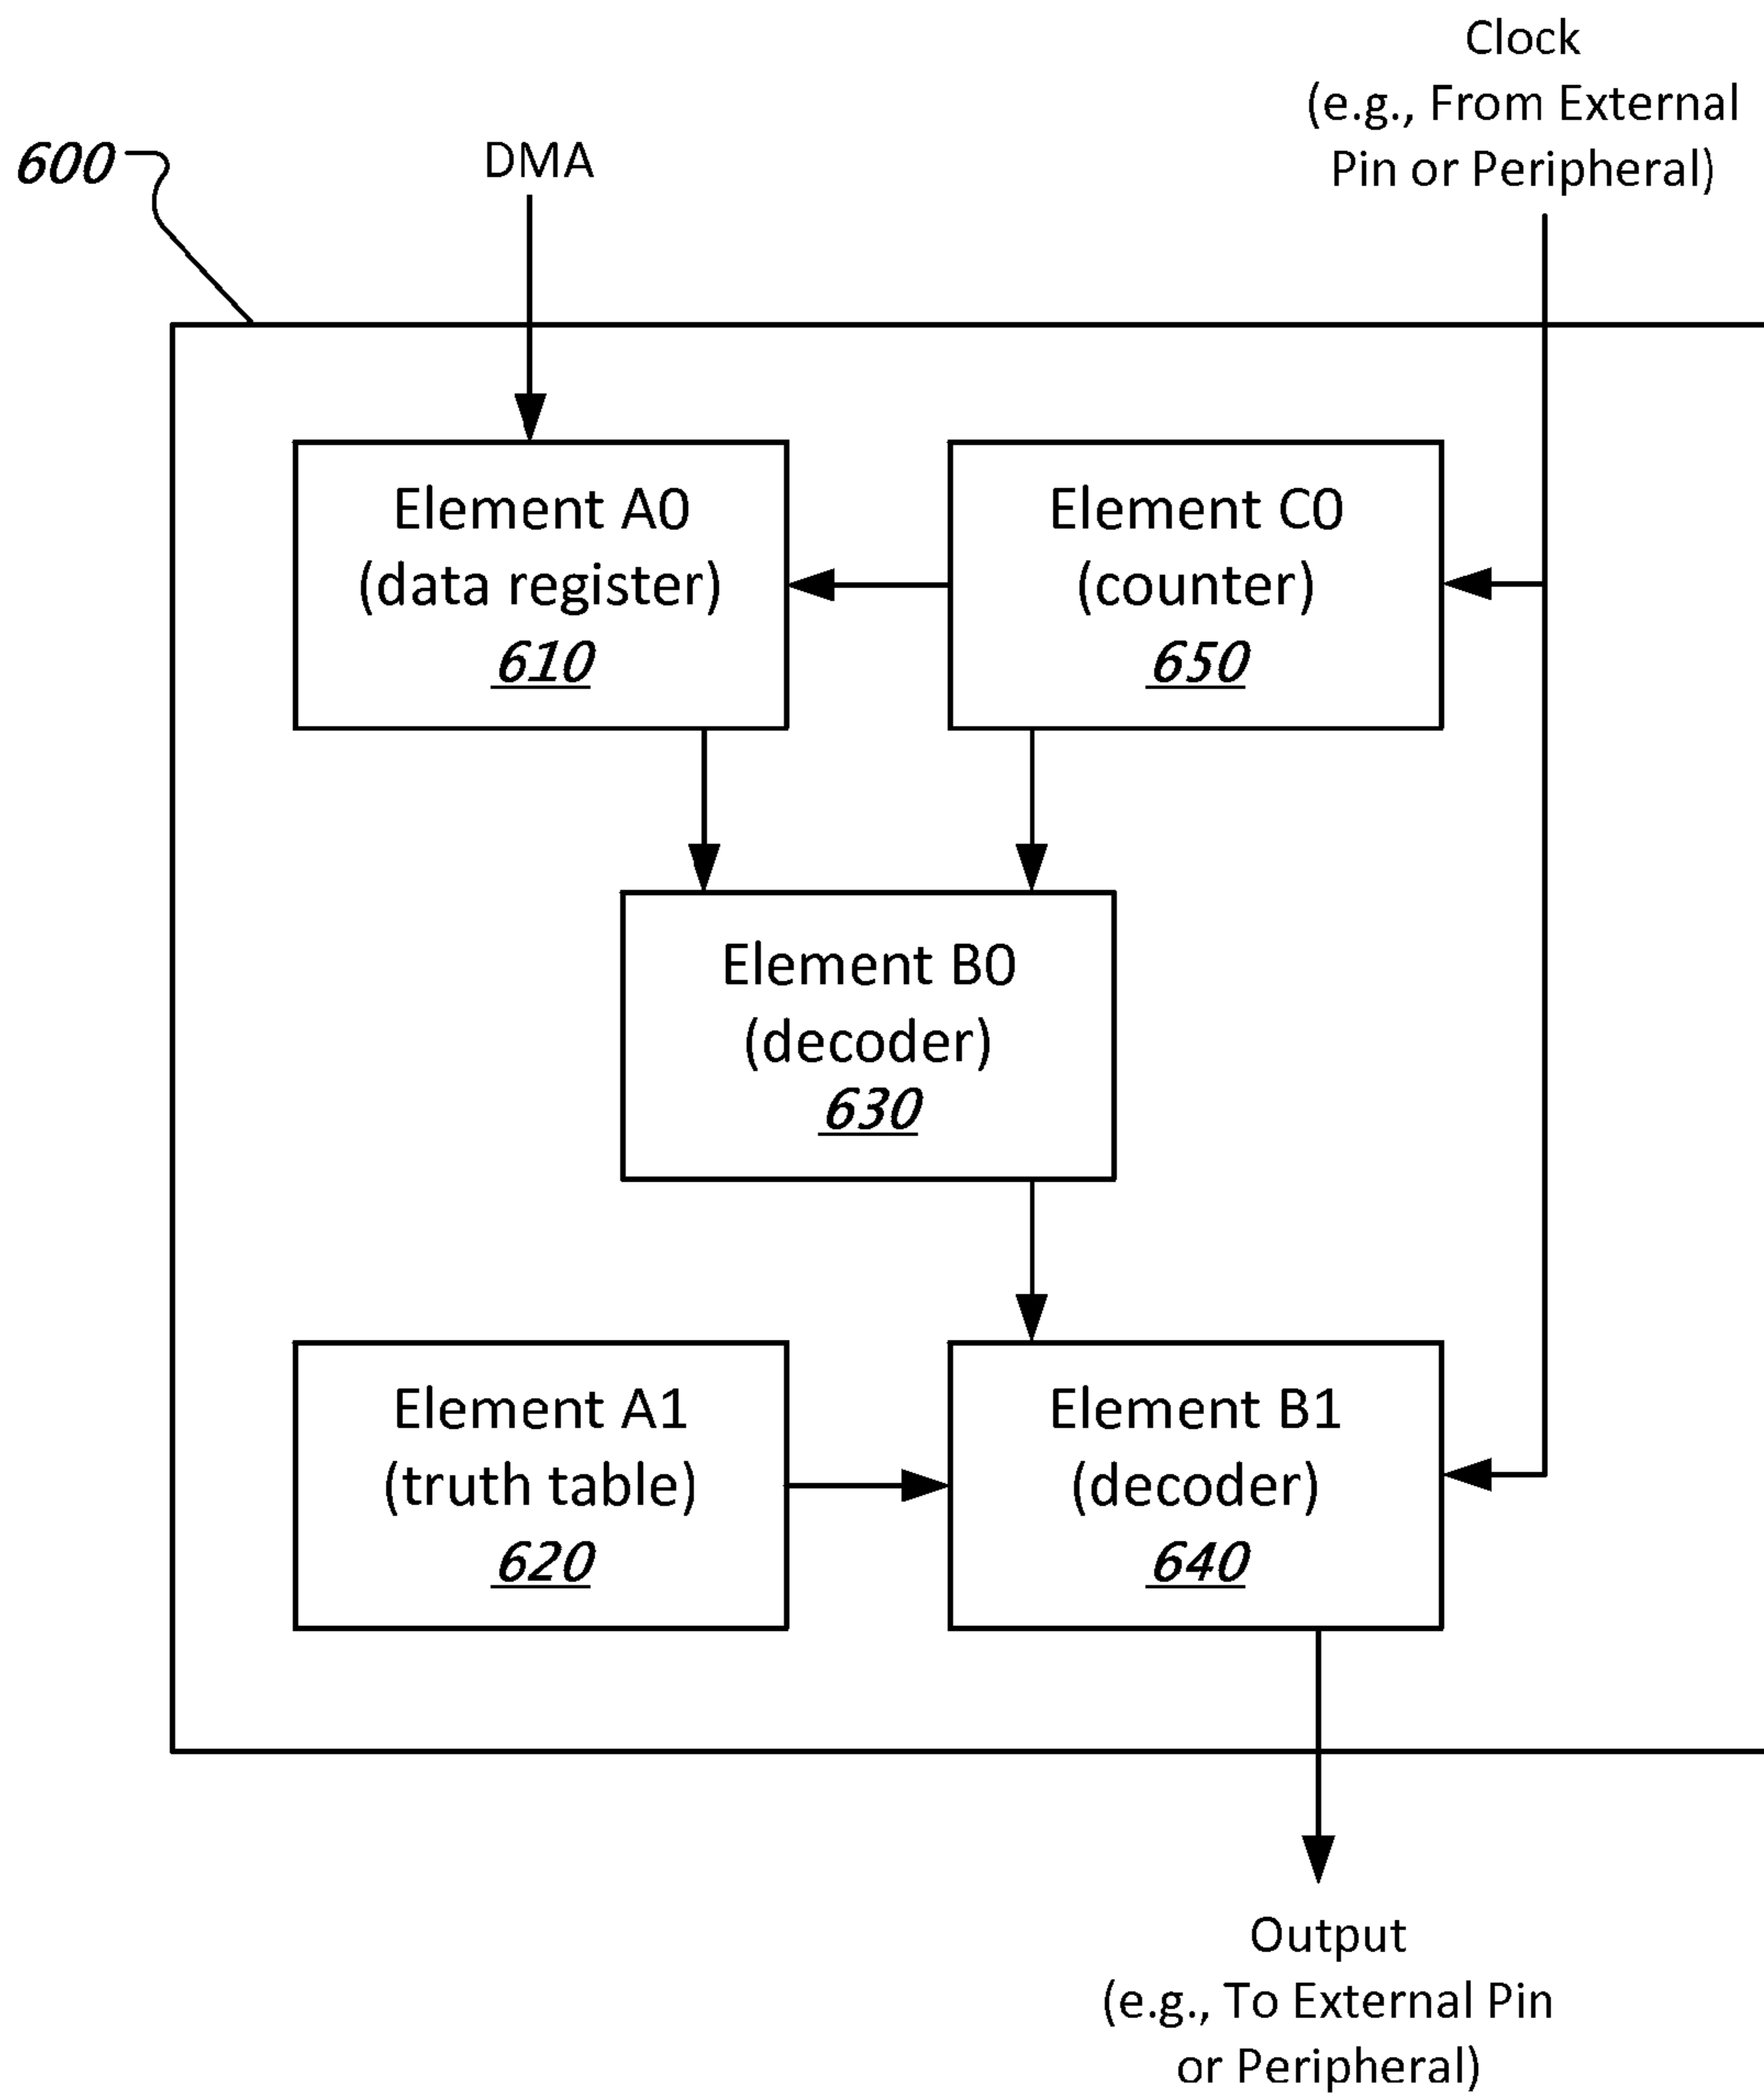 Clock
(e.g., From External
Pin or Peripheral)
600
DMA
Element A0
(data register)
610
Element C0
(counter)
650
Element B0
(decoder)
630
Element A1
(truth table)
620
Element B1
(decoder)
640
Output
(e.g., To External Pin
or Peripheral)